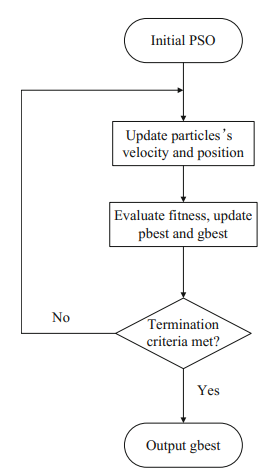 Initial PSO
Update particles’s
velocity and position
Evaluate fitness, update
pbest and gbest
Termination
criteria met?
No
Yes
Output gbest